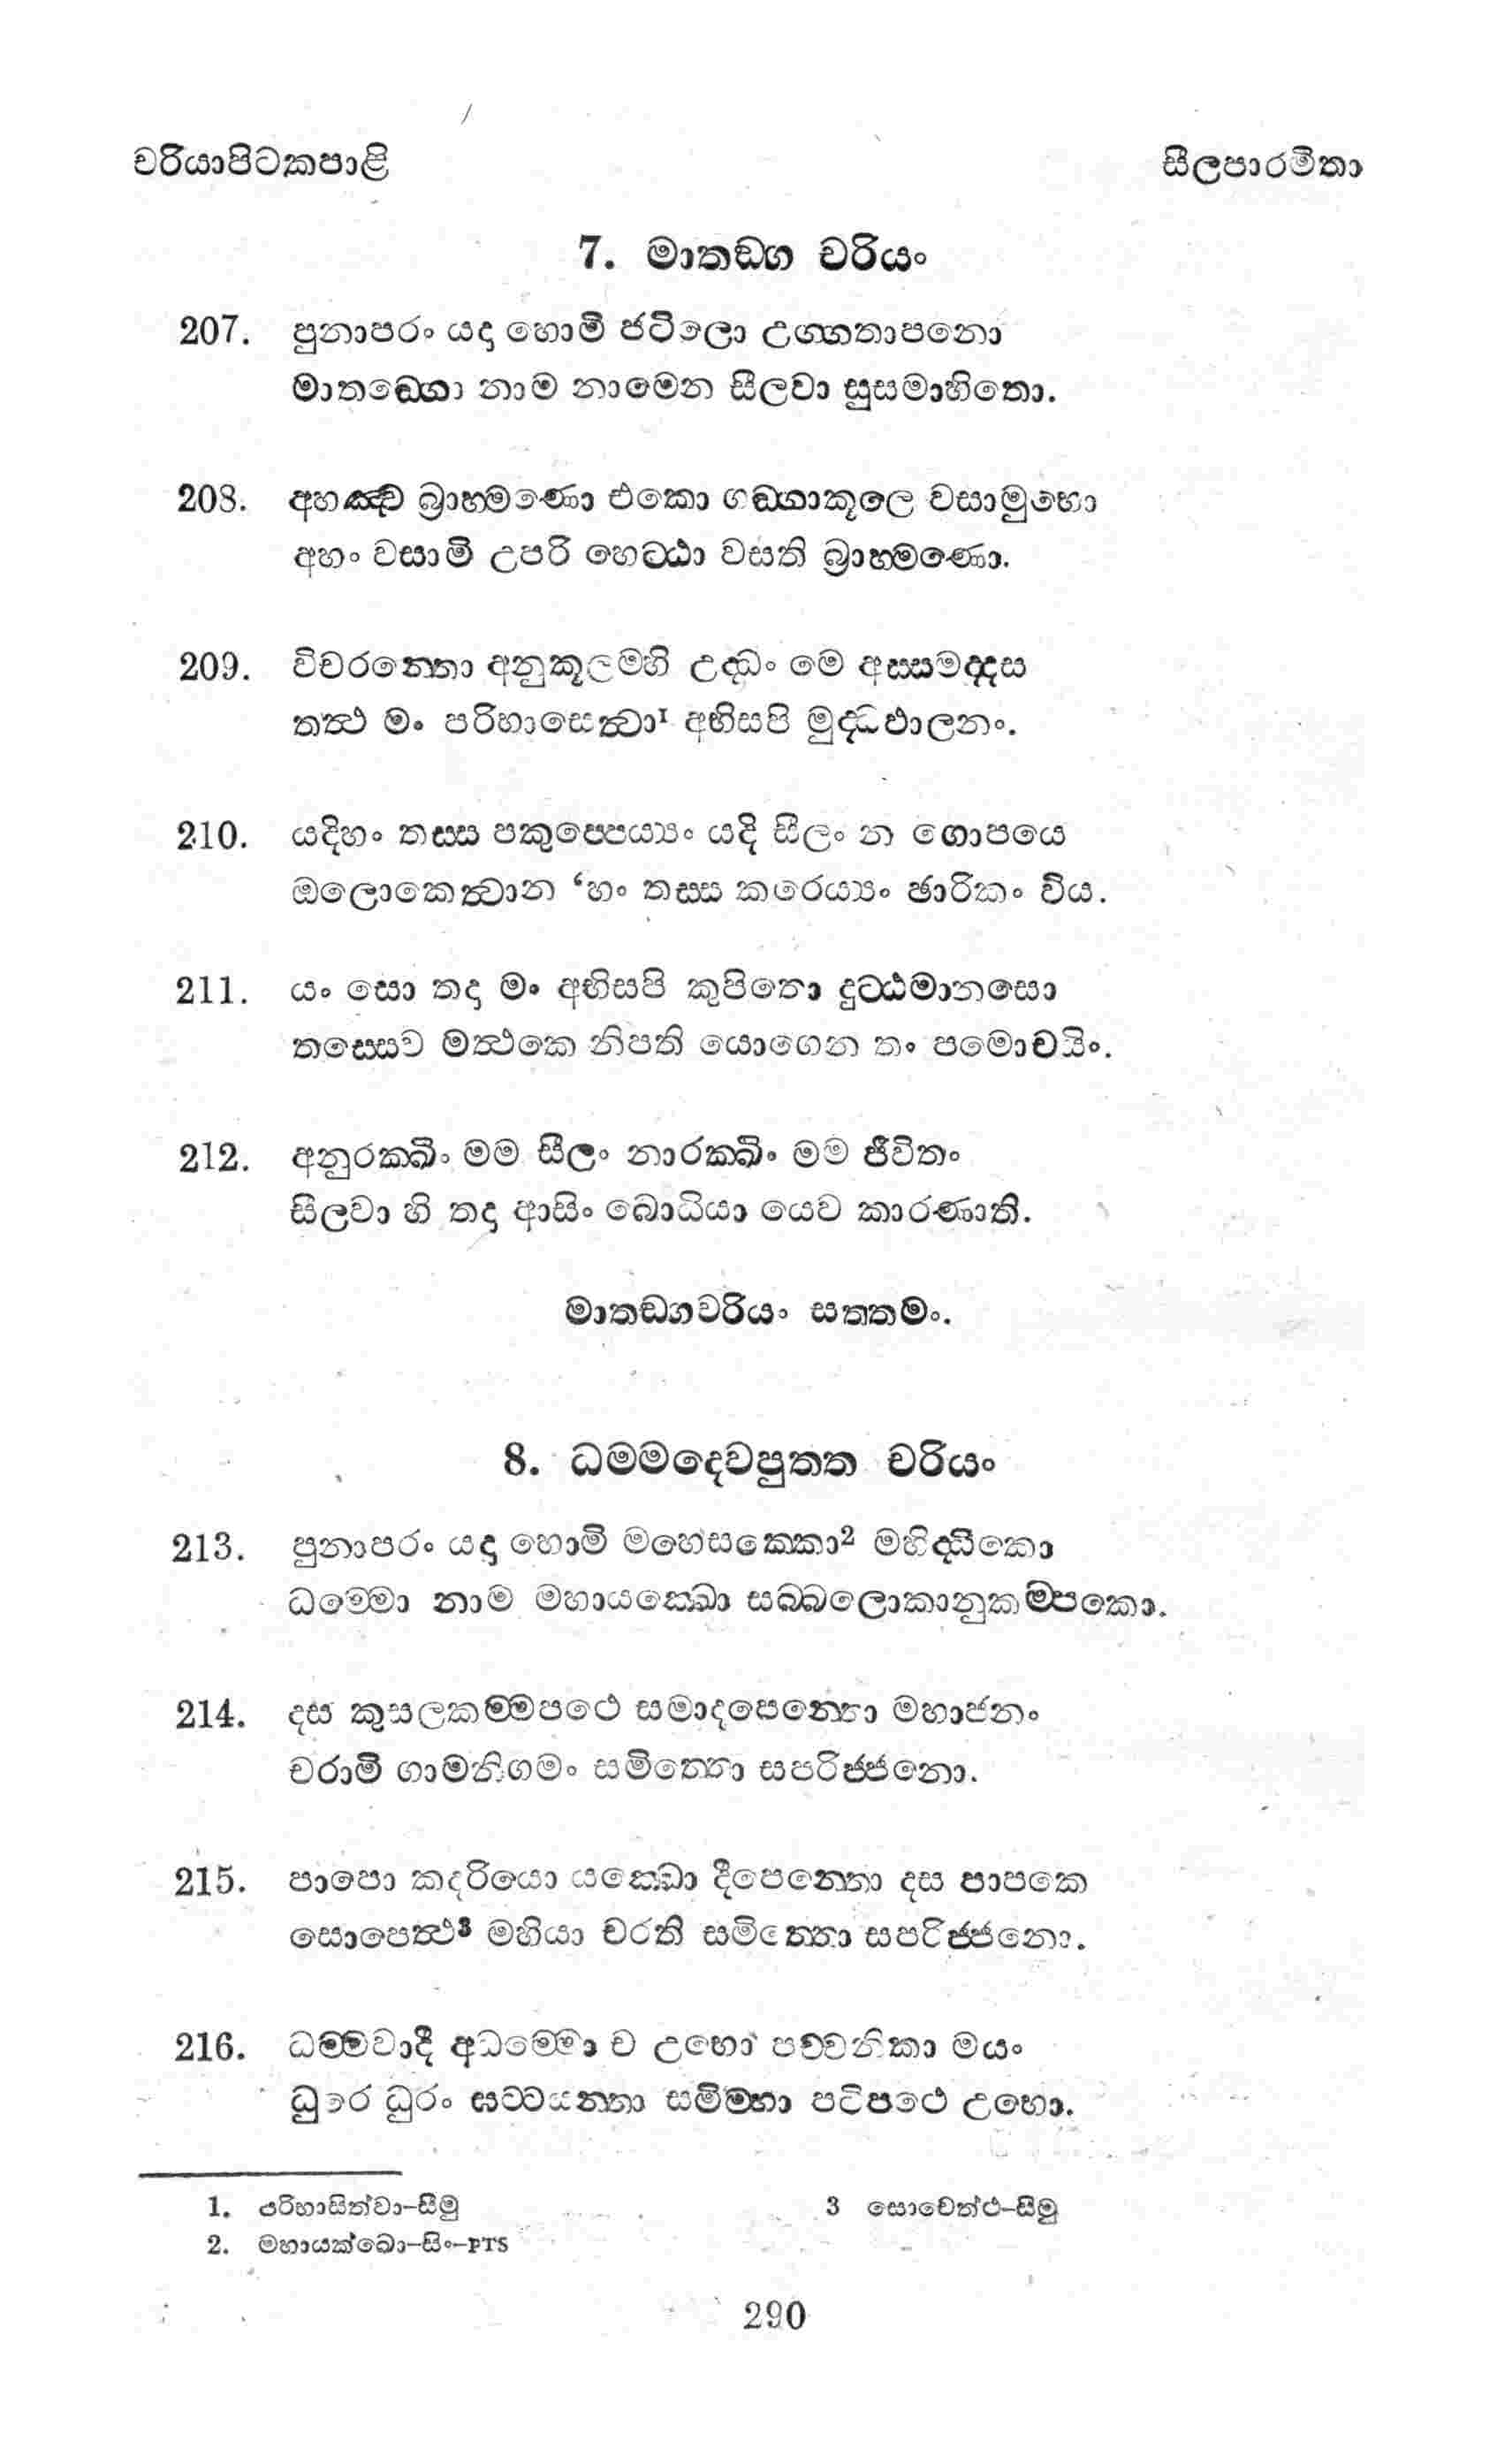 චරියාපිටකපාළි
සීලපාරමිතා
7. මාතඞ්ග චරියං
207. පුනාපරං යදා හොමි ජටිලො උග්ගතාපනො
මාතඞ්ගො නාම නාමෙන සීලවා සුසමාහිතො.
208. අහඤ්ච බ්‍රාහ්මණො එකො ගඞ්ගාකූලෙ වසාමුභො
අහං වසාමි උපරි හෙට්ඨා වසති බ්‍රාහ්මණො.
209. විචරන්තො අනුකූලම්හි උද්ධං මෙ අස්සමද්දස
තත්ථ මං පරිහාසෙත්වා1 අභිසපි මුද්ධඵාලනං.
210. යදිහං තස්ස පකුප්පෙය්‍යං යදි සීලං න ගොපයෙ
ඔලොකෙත්වාන ‘හං තස්ස කරෙය්‍යං ඡාරිකං විය.
211. යං සො තදා මං අභිසපි කුපිතො දුට්ඨමානසො
තස්සෙව මත්ථකෙ නිපති යොගෙන තං පමොචයිං.
212. අනුරක්ඛිං මම සීලං නාරක්ඛිං මම ජීවිතං
සීලවා හි තදා ආසිං බොධියා යෙව කාරණාති.
මාතඞ්ගචරියං සත්තමං.
8. ධම්මදෙවපුත්ත චරියං
213. පුනාපරං යදා හොමි මහෙසක්කො2 මහිද්ධිකො
ධම්මො නාම මහායක්ඛො සබ්බලොකානුකම්පකො.
214. දස කුසලකම්මපථෙ සමාදපෙන්තො මහාජනං
චරාමි ගාමනිගමං සමිත්තො සපරිජ්ජනො.
215. පාපො කදරියො යක්ඛො දීපෙන්තො දස පාපකෙ
සොපෙත්ථ3 මහියා චරති සමිත්තො සපරිජ්ජනො.
216. ධම්මවාදී අධම්මො ච උභො පච්චනිකා මයං
ධුරෙ ධුරං ඝට්ටයන්තා සමිම්හා පටිපථෙ උභො.
1. පරිහාසිත්වා–සීමු
3 සොචෙත්ථ–සීමු
2. මහායක්ඛො–සිං–PTS
290